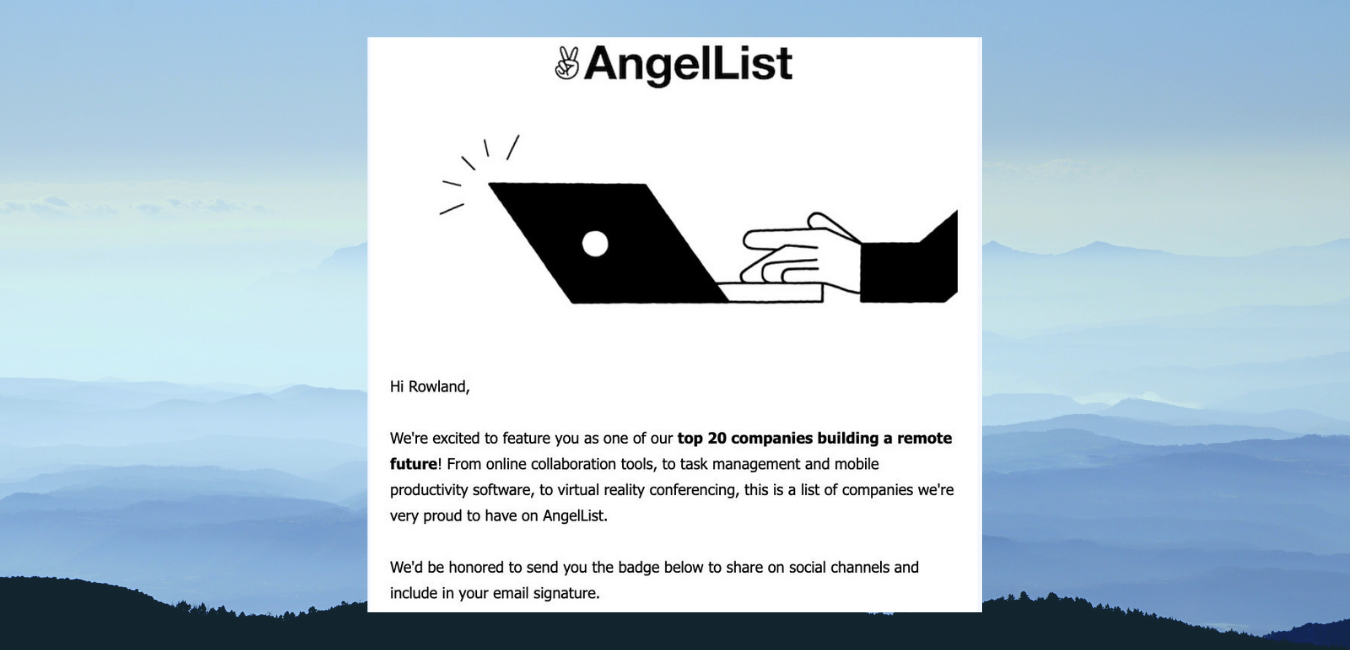 AngelList
Hi Rowland,
We're excited to feature you as one of our top 20 companies building a remote
future! From online collaboration tools, to task management and mobile
productivity software, to virtual reality conferencing, this is a list of companies we're
very proud to have on AngelList.
We'd be honored to send you the badge below to share on social channels and
include in your email signature.